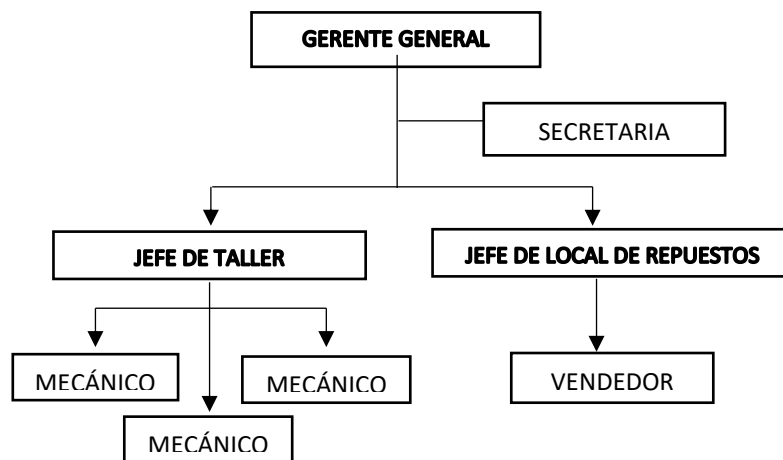 GERENTE GENERAL
SECRETARIA
JEFE DE TALLER
JEFE DE LOCAL DE REPUESTOS
MECÁNICO
MECÁNICO
VENDEDOR
MECÁNICO